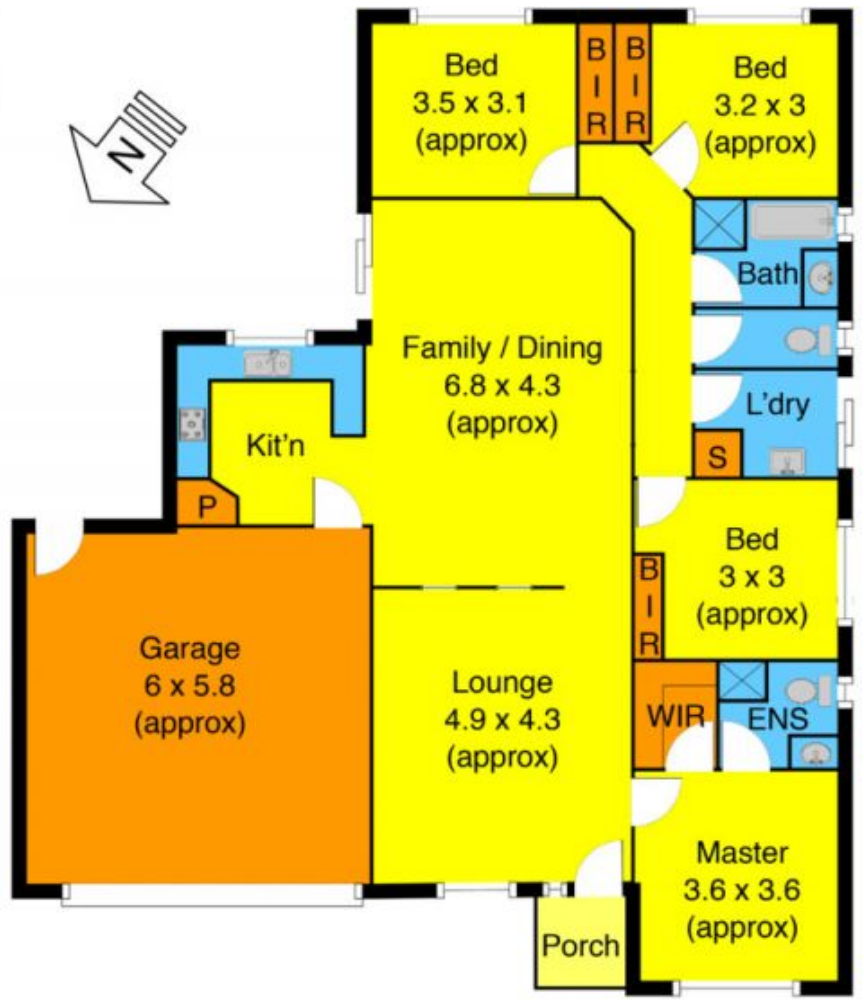 Bed
3.5 x 3.1
(approx)
B
I
R
B
I
R
Bed
3.2 x 3
(approx)
N
Bath
Family / Dining
6.8 x 4.3
(approx)
L'dry
Kit'n
S
P
Bed
3 x 3
(approx)
B
I
R
Garage
6 x 5.8
(approx)
Lounge
4.9 x 4.3
(approx)
WIR
ENS
Master
3.6 x 3.6
(approx)
Porch